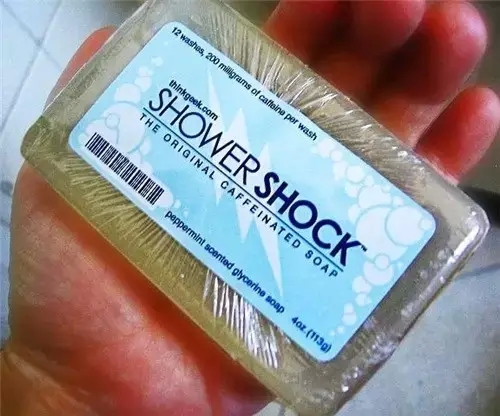 12 washes, 200 milligrams of caffeine per wash
thinkgeek.com
SHOWER SHOCK™
THE ORIGINAL CAFFEINATED SOAP
peppermint scented glycerine soap 4oz. (113g)